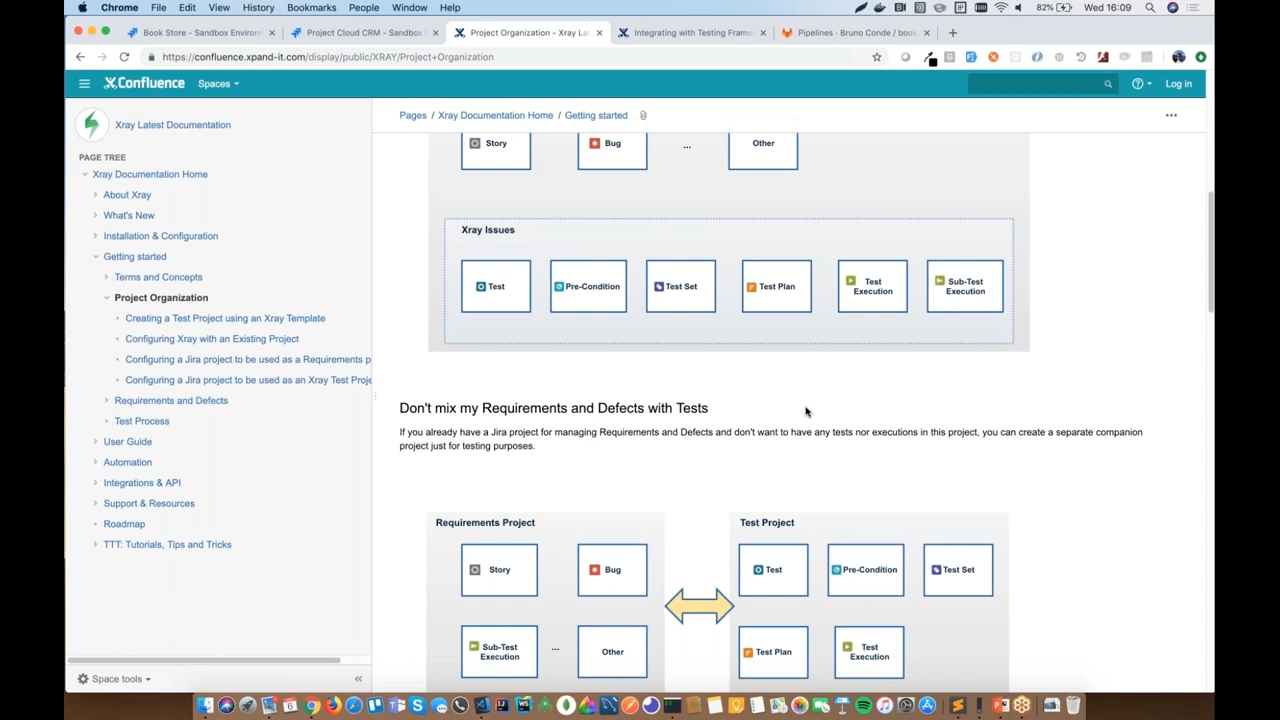 Chrome File Edit View History Bookmarks People Window Help 82% Wed 16:09
Book Store - Sandbox Environ
Project Cloud CRM - Sandbox
Project Organization - Xray La
Integrating with Testing Frame
Pipelines · Bruno Conde / book
https://confluence.xpand-it.com/display/public/XRAY/Project+Organization
Confluence Spaces Log in
Xray Latest Documentation
PAGE TREE
Xray Documentation Home
About Xray
What's New
Installation & Configuration
Getting started
Terms and Concepts
Project Organization
Creating a Test Project using an Xray Template
Configuring Xray with an Existing Project
Configuring a Jira project to be used as a Requirements p
Configuring a Jira project to be used as an Xray Test Proje
Requirements and Defects
Test Process
User Guide
Automation
Integrations & API
Support & Resources
Roadmap
TTT: Tutorials, Tips and Tricks
Space tools
Pages / Xray Documentation Home / Getting started
Story Bug ... Other
Xray Issues
Test Pre-Condition Test Set Test Plan Test Execution Sub-Test Execution
Don't mix my Requirements and Defects with Tests
If you already have a Jira project for managing Requirements and Defects and don't want to have any tests nor executions in this project, you can create a separate companion
project just for testing purposes.
Requirements Project
Story Bug
Sub-Test Execution ... Other
Test Project
Test Pre-Condition Test Set
Test Plan Test Execution